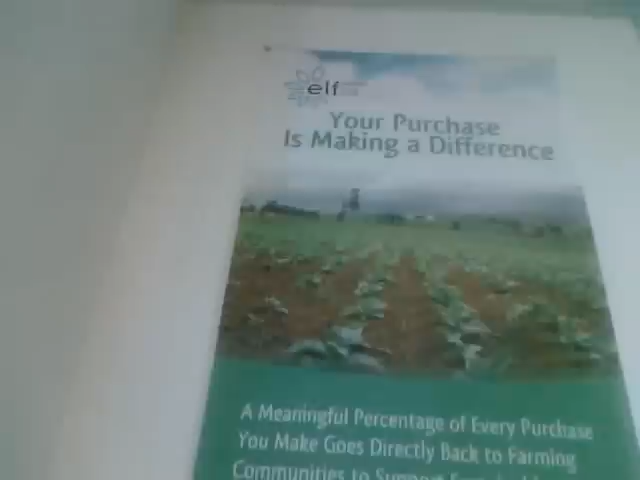 elf
Your Purchase
Is Making a Difference
A Meaningful Percentage of Every Purchase
You Make Goes Directly Back to Farming
Communities to Support